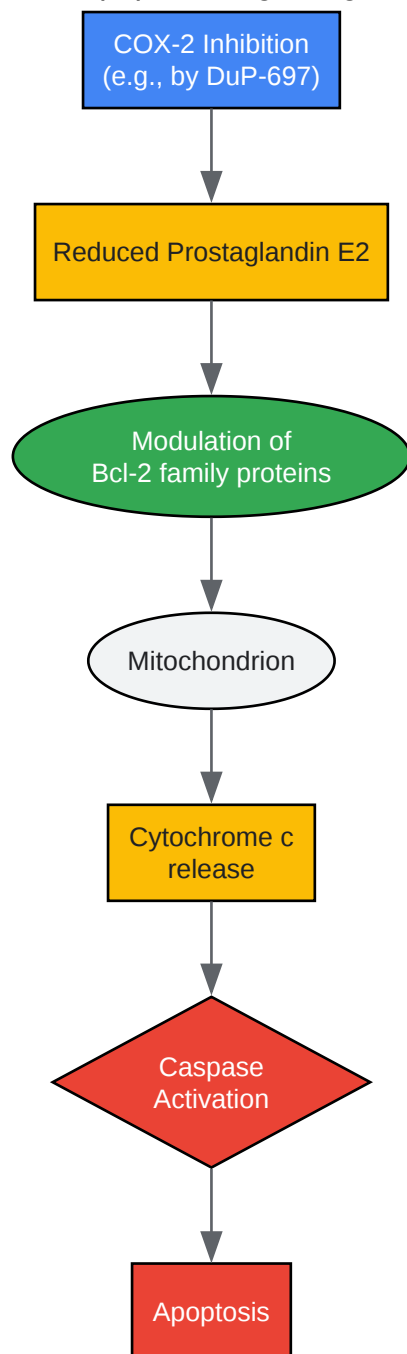 COX-2 Inhibition
(e.g., by DuP-697)
Reduced Prostaglandin E2
Modulation of
Bcl-2 family proteins
Mitochondrion
Cytochrome c
release
Caspase
Activation
Apoptosis